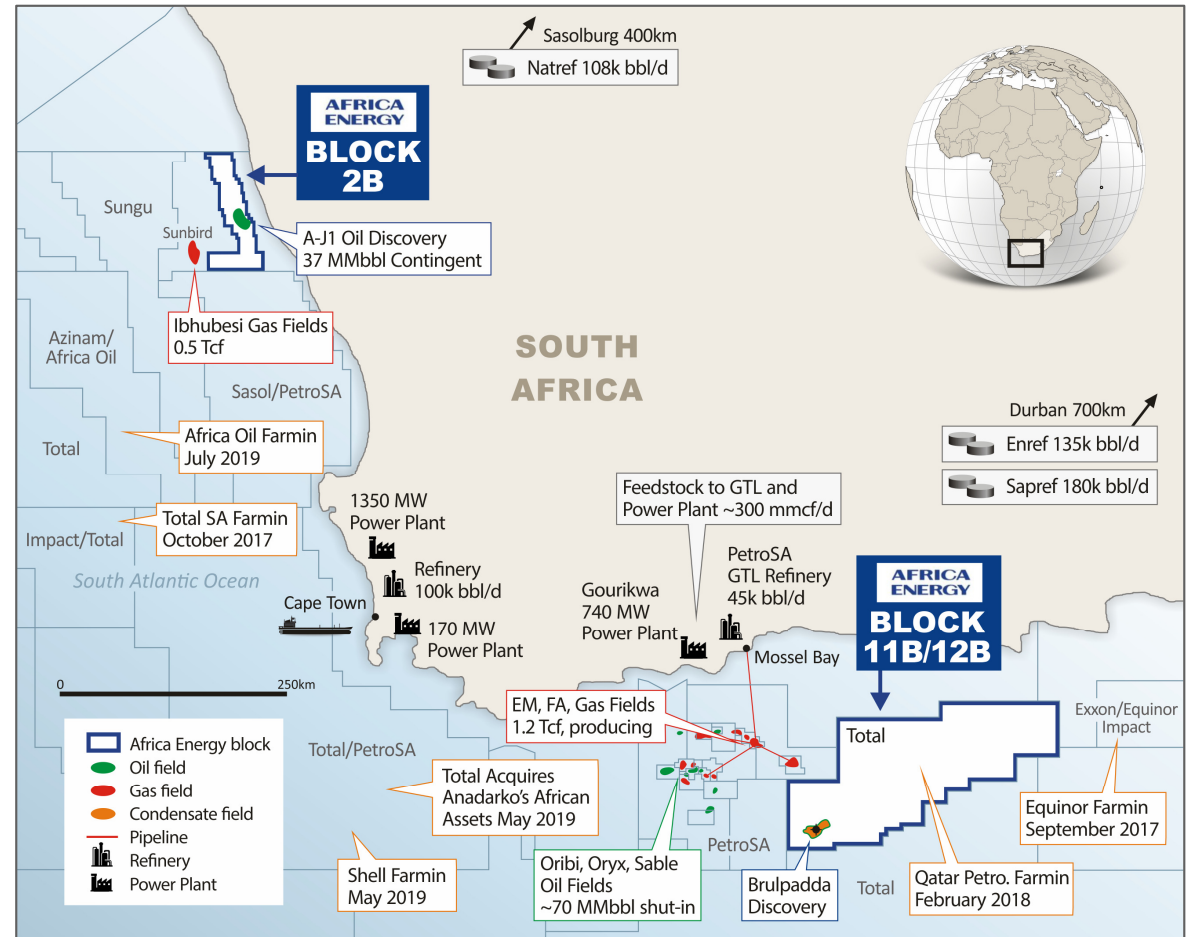 Sasolburg 400km
Natref 108k bbl/d
AFRICA
ENERGY
BLOCK
2B
Sungu
Sunbird
A-J1 Oil Discovery
37 MMbbl Contingent
Ibhubesi Gas Fields
0.5 Tcf
Azinam/
Africa Oil
SOUTH
AFRICA
Sasol/PetroSA
Durban 700km
Enref 135k bbl/d
Sapref 180k bbl/d
Total
Africa Oil Farmin
July 2019
Total SA Farmin
October 2017
Impact/Total
South Atlantic Ocean
1350 MW
Power Plant
Refinery
100k bbl/d
Cape Town
170 MW
Power Plant
Feedstock to GTL and
Power Plant ~300 mmcf/d
PetroSA
GTL Refinery
45k bbl/d
Gourikwa
740 MW
Power Plant
Mossel Bay
AFRICA
ENERGY
BLOCK
11B/12B
0
250km
EM, FA, Gas Fields
1.2 Tcf, producing
Total
Exxon/Equinor
Impact
Africa Energy block
Oil field
Gas field
Condensate field
Pipeline
Refinery
Power Plant
Total/PetroSA
Total Acquires
Anadarko's African
Assets May 2019
Shell Farmin
May 2019
PetroSA
Oribi, Oryx, Sable
Oil Fields
~70 MMbbl shut-in
Brulpadda
Discovery
Total
Qatar Petro. Farmin
February 2018
Equinor Farmin
September 2017